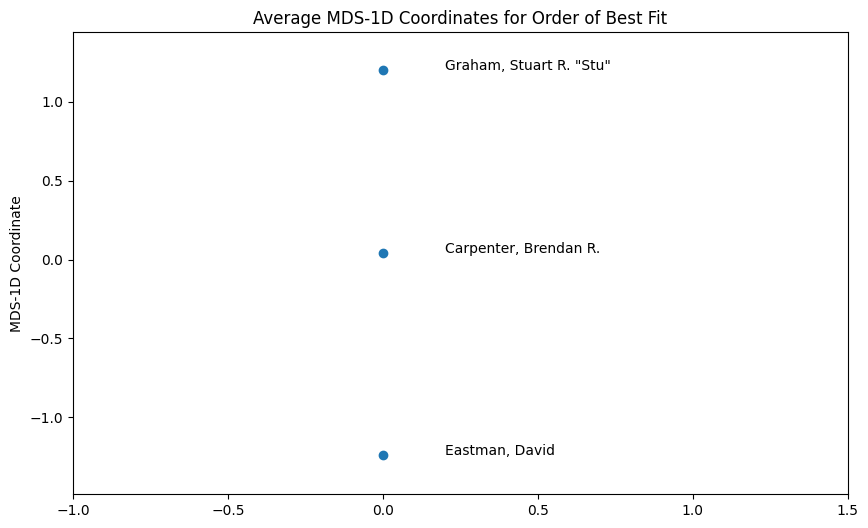 Average MDS-1D Coordinates for Order of Best Fit
Graham, Stuart R. "Stu"
1.0
0.5
Carpenter, Brendan R.
0.0
MDS-1D Coordinate
−0.5
−1.0
Eastman, David
−1.0 −0.5 0.0 0.5 1.0 1.5